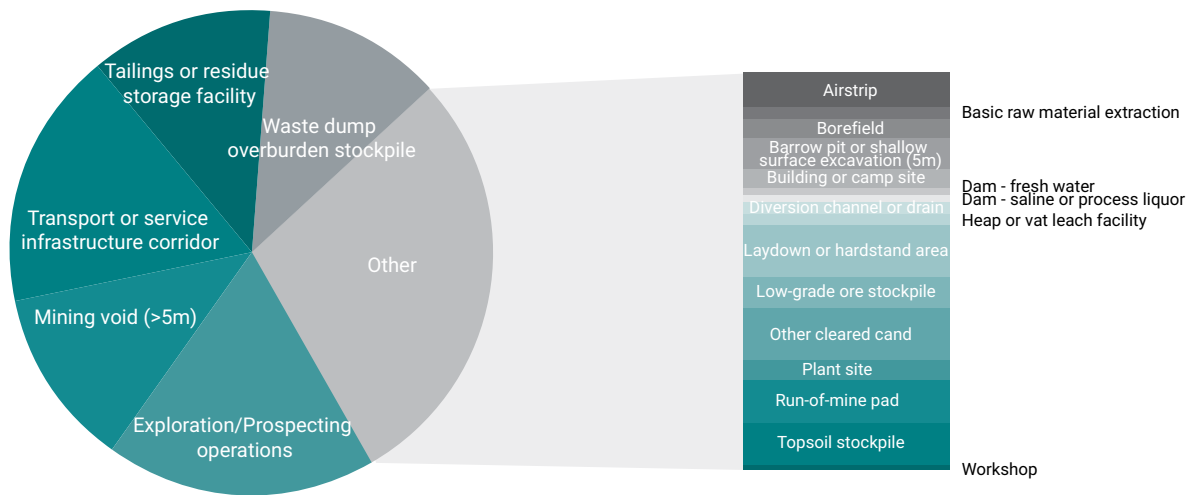 Tailings or residue
storage facility
Waste dump
overburden stockpile
Transport or service
infrastructure corridor
Other
Mining void (>5m)
Exploration/Prospecting
operations
Airstrip
Basic raw material extraction
Borefield
Barrow pit or shallow
surface excavation (5m)
Building or camp site
Dam - fresh water
Dam - saline or process liquor
Diversion channel or drain
Heap or vat leach facility
Laydown or hardstand area
Low-grade ore stockpile
Other cleared cand
Plant site
Run-of-mine pad
Topsoil stockpile
Workshop